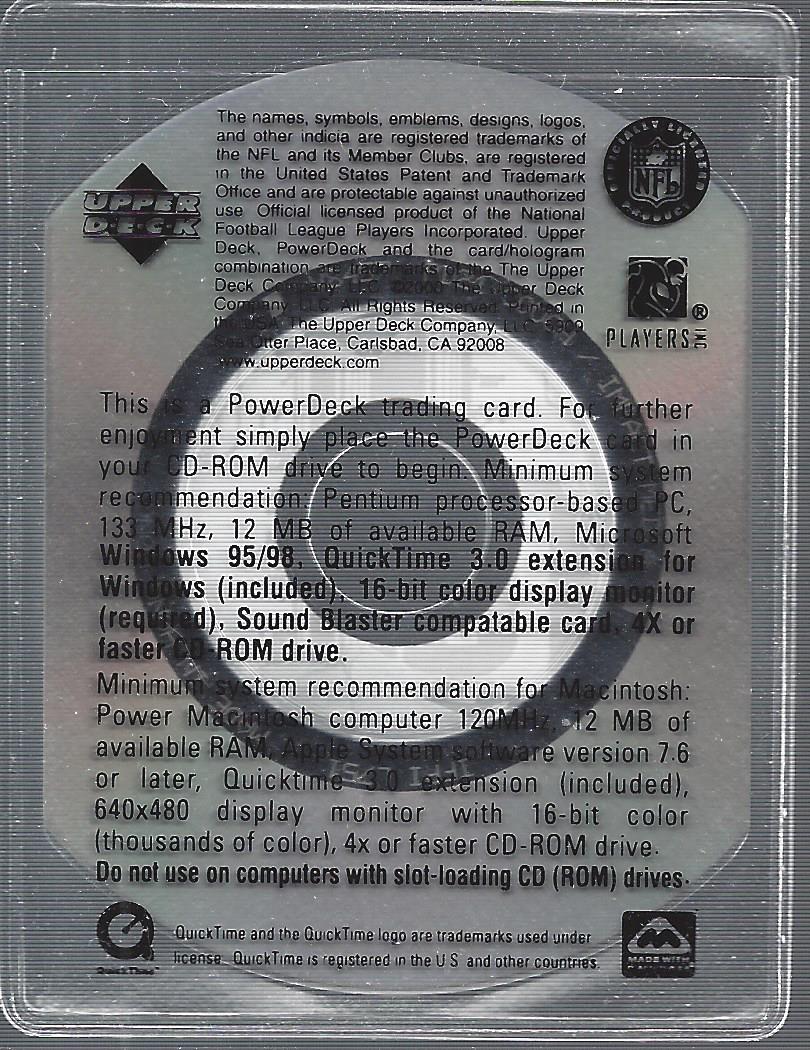 The names, symbols, emblems, designs, logos,
and other indicia are registered trademarks of
the NFL and its Member Clubs, are registered
in the United States Patent and Trademark
Office and are protectable against unauthorized
use Official licensed product of the National
Football League Players Incorporated. Upper
Deck, PowerDeck and the card/hologram
combination are trademarks of the The Upper
Deck Company, LLC. ©2000 The Upper Deck
Company, LLC. All Rights Reserved. Printed in
the USA. The Upper Deck Company, LLC, 5909
Sea Otter Place, Carlsbad, CA 92008
www.upperdeck.com
UPPER
DECK
OFFICIALLY LICENSED
NFL
PRODUCT
PLAYERS INC ®
This is a PowerDeck trading card. For further
enjoyment simply place the PowerDeck card in
your CD-ROM drive to begin. Minimum system
recommendation: Pentium processor-based PC,
133 MHz, 12 MB of available RAM, Microsoft
Windows 95/98, QuickTime 3.0 extension for
Windows (included), 16-bit color display monitor
(required), Sound Blaster compatable card, 4X or
faster CD-ROM drive.
Minimum system recommendation for Macintosh:
Power Macintosh computer 120MHz, 12 MB of
available RAM, Apple System software version 7.6
or later, Quicktime 3.0 extension (included),
640x480 display monitor with 16-bit color
(thousands of color), 4x or faster CD-ROM drive.
Do not use on computers with slot-loading CD (ROM) drives.
QuickTime™
QuickTime and the QuickTime logo are trademarks used under
license. QuickTime is registered in the U S and other countries.
MADE WITH